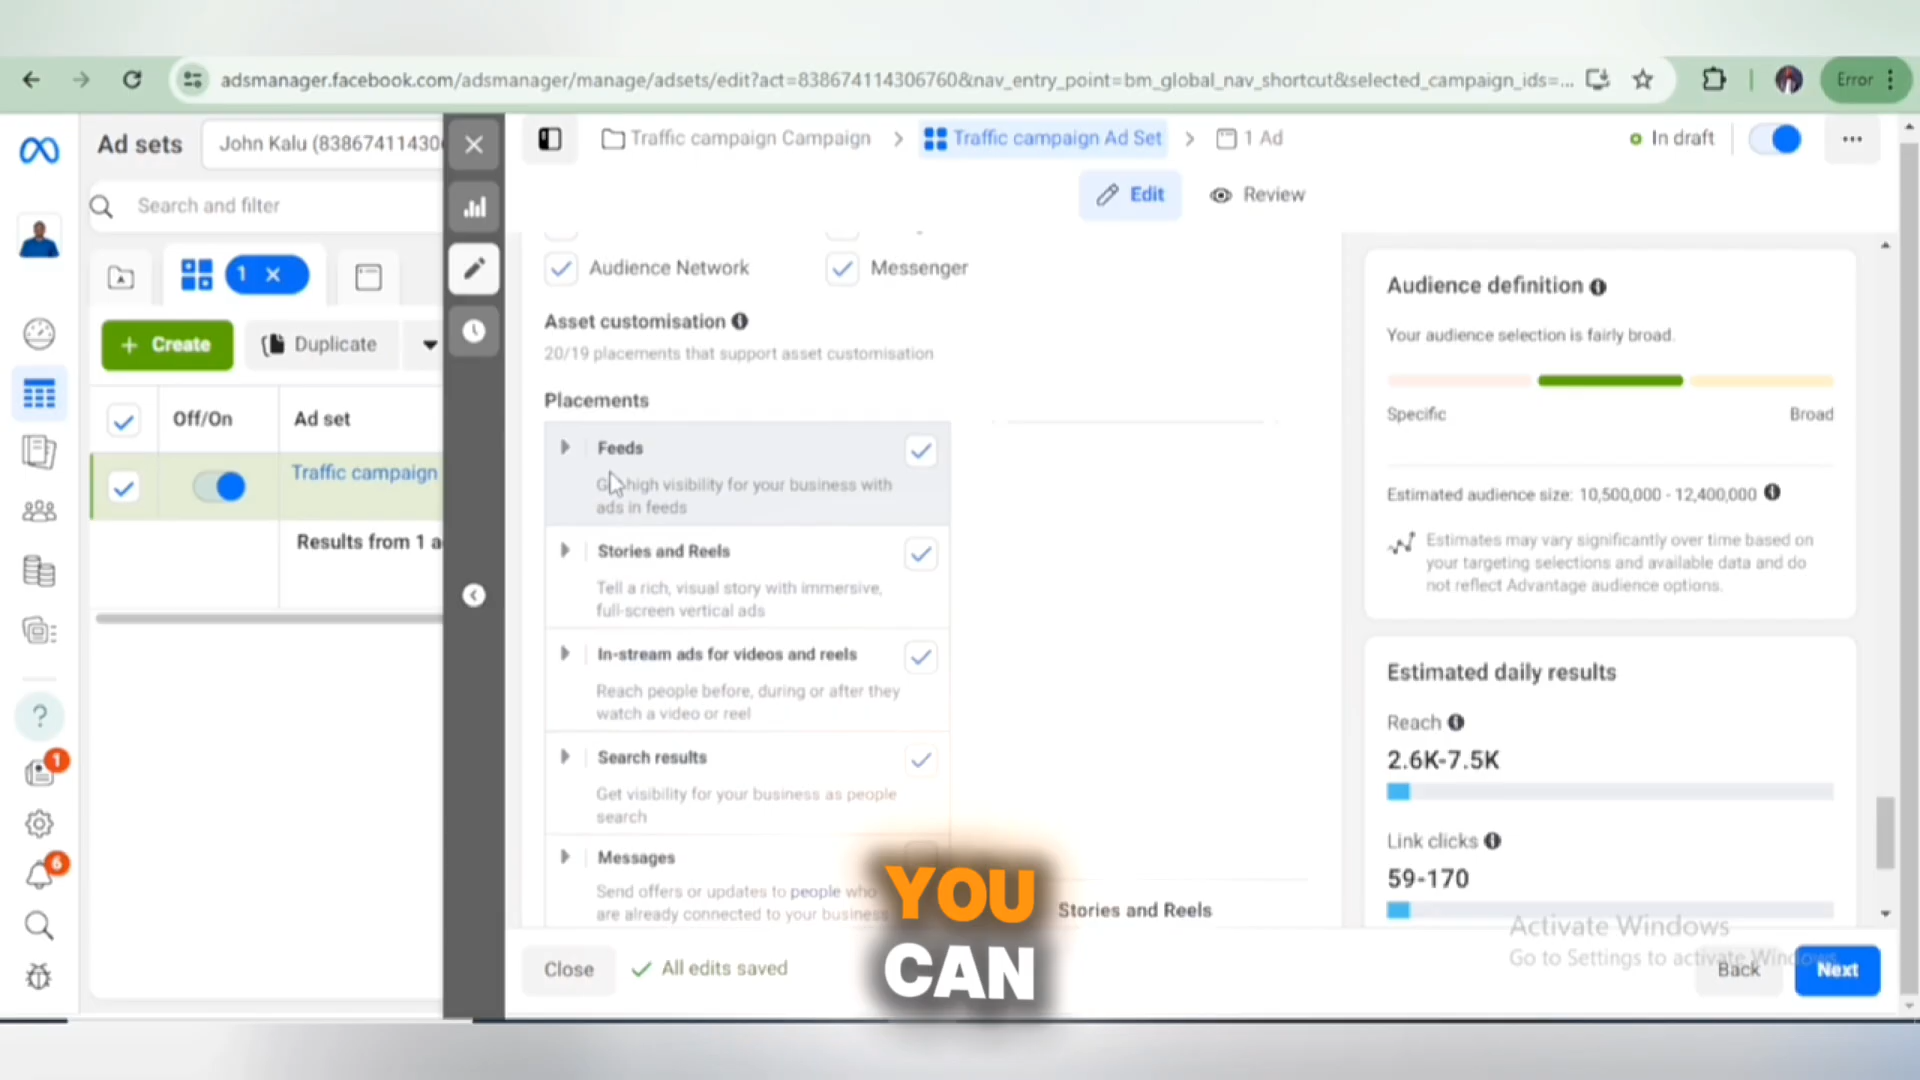 adsmanager.facebook.com/adsmanager/manage/adsets/edit?act=838674114306760&nav_entry_point=bm_global_nav_shortcut&selected_campaign_ids=...
Error
Ad sets
John Kalu (83867411430
Search and filter
1
+ Create
Duplicate
Off/On
Ad set
Traffic campaign
Results from 1 a
?
1
6
Traffic campaign Campaign
Traffic campaign Ad Set
1 Ad
In draft
Edit
Review
Audience Network
Messenger
Asset customisation
20/19 placements that support asset customisation
Placements
Feeds
high visibility for your business with
ads in feeds
Stories and Reels
Tell a rich, visual story with immersive,
full-screen vertical ads
In-stream ads for videos and reels
Reach people before, during or after they
watch a video or reel
Search results
Get visibility for your business as people
search
Messages
Send offers or updates to people who
are already connected to your business
Stories and Reels
YOU
CAN
Close
All edits saved
Audience definition
Your audience selection is fairly broad.
Specific
Broad
Estimated audience size: 10,500,000 - 12,400,000
Estimates may vary significantly over time based on
your targeting selections and available data and do
not reflect Advantage audience options.
Estimated daily results
Reach
2.6K-7.5K
Link clicks
59-170
Activate Windows
Go to Settings to activate Windows.
Back
Next